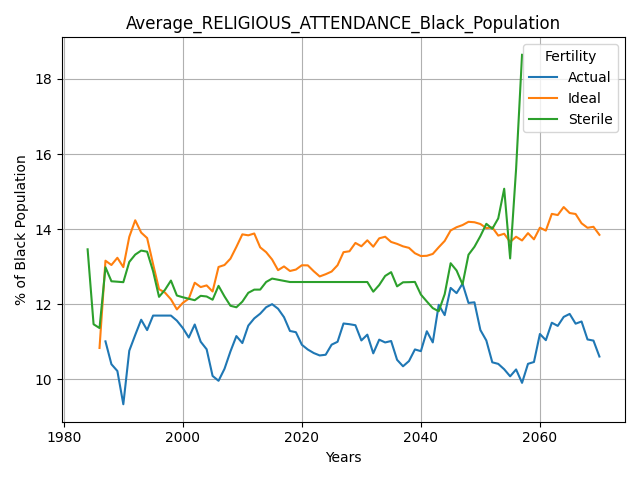 Average_RELIGIOUS_ATTENDANCE_Black_Population
Fertility
Actual
Ideal
Sterile
% of Black Population
18
16
14
12
10
1980
2000
2020
2040
2060
Years